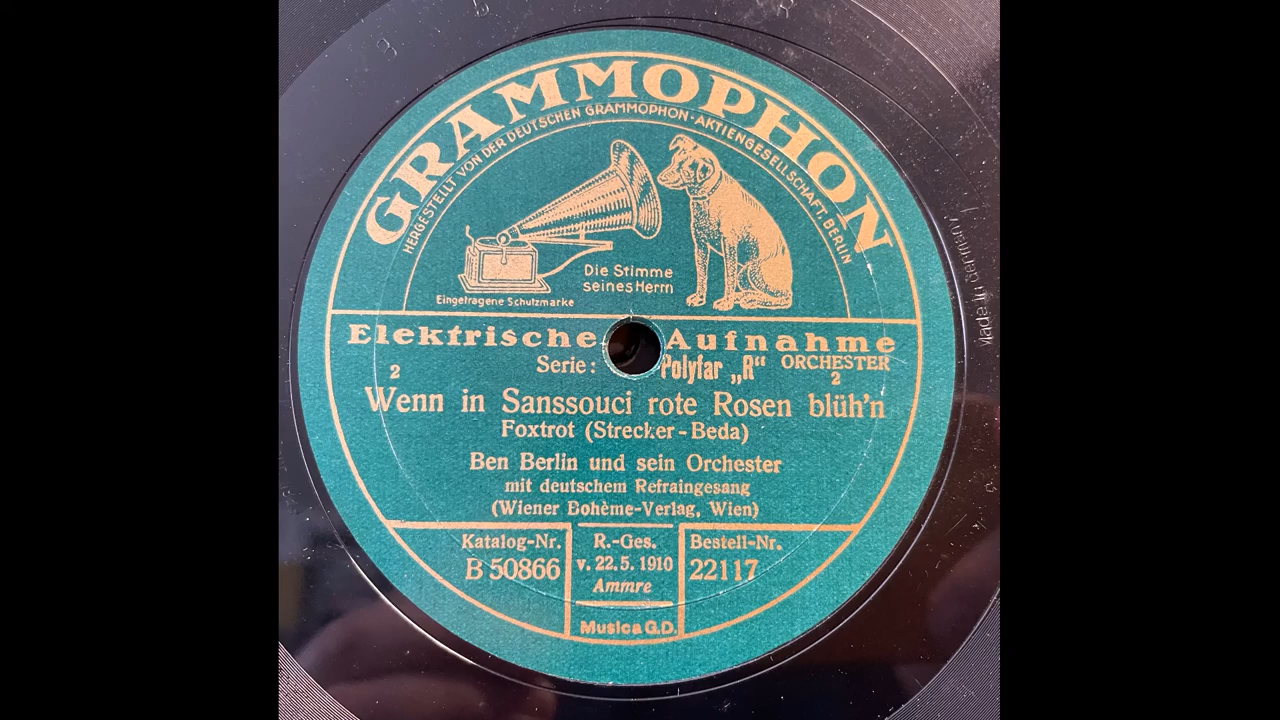 GRAMMOPHON
HERGESTELLT VON DER DEUTSCHEN GRAMMOPHON-AKTIENGESELLSCHAFT. BERLIN
Die Stimme
seines Herrn
Eingetragene Schutzmarke
Elektrische Aufnahme
Serie: Polyfar „R“ ORCHESTER
2 2
Wenn in Sanssouci rote Rosen blüh'n
Foxtrot (Strecker-Beda)
Ben Berlin und sein Orchester
mit deutschem Refraingesang
(Wiener Bohème-Verlag, Wien)
Katalog-Nr. R.-Ges. Bestell-Nr.
B 50866 v. 22.5.1910 22117
Ammre
Musica G.D.
Made in Germany